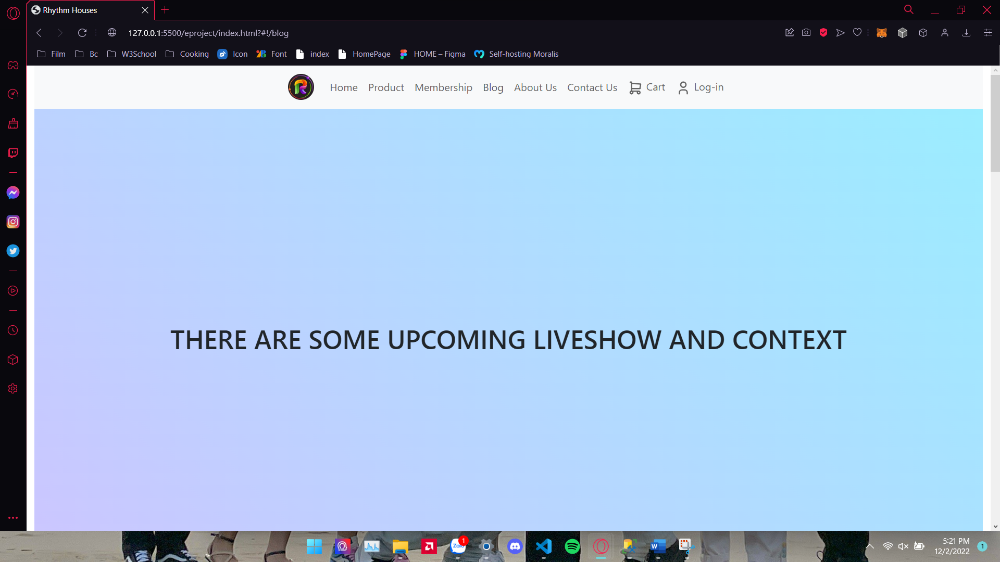 Rhythm Houses
127.0.0.1:5500/eproject/index.html?#!/blog
Film Bc W3School Cooking Icon Font index HomePage HOME – Figma Self-hosting Moralis
R Home Product Membership Blog About Us Contact Us Cart Log-in
THERE ARE SOME UPCOMING LIVESHOW AND CONTEXT
Zalo 1 W 5:21 PM
12/2/2022 1